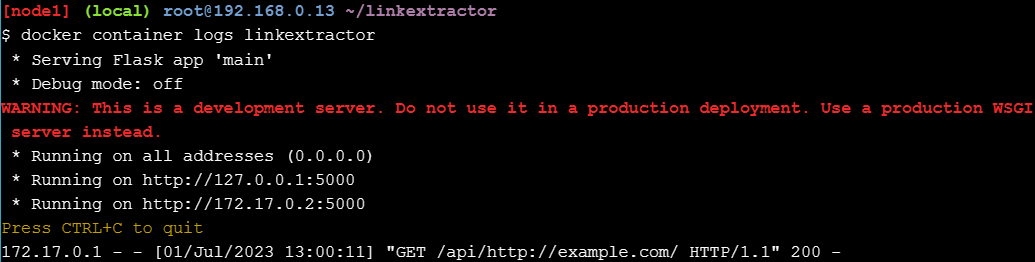 [node1] (local) root@192.168.0.13 ~/linkextractor
$ docker container logs linkextractor
 * Serving Flask app 'main'
 * Debug mode: off
WARNING: This is a development server. Do not use it in a production deployment. Use a production WSGI
 server instead.
 * Running on all addresses (0.0.0.0)
 * Running on http://127.0.0.1:5000
 * Running on http://172.17.0.2:5000
Press CTRL+C to quit
172.17.0.1 - - [01/Jul/2023 13:00:11] "GET /api/http://example.com/ HTTP/1.1" 200 -